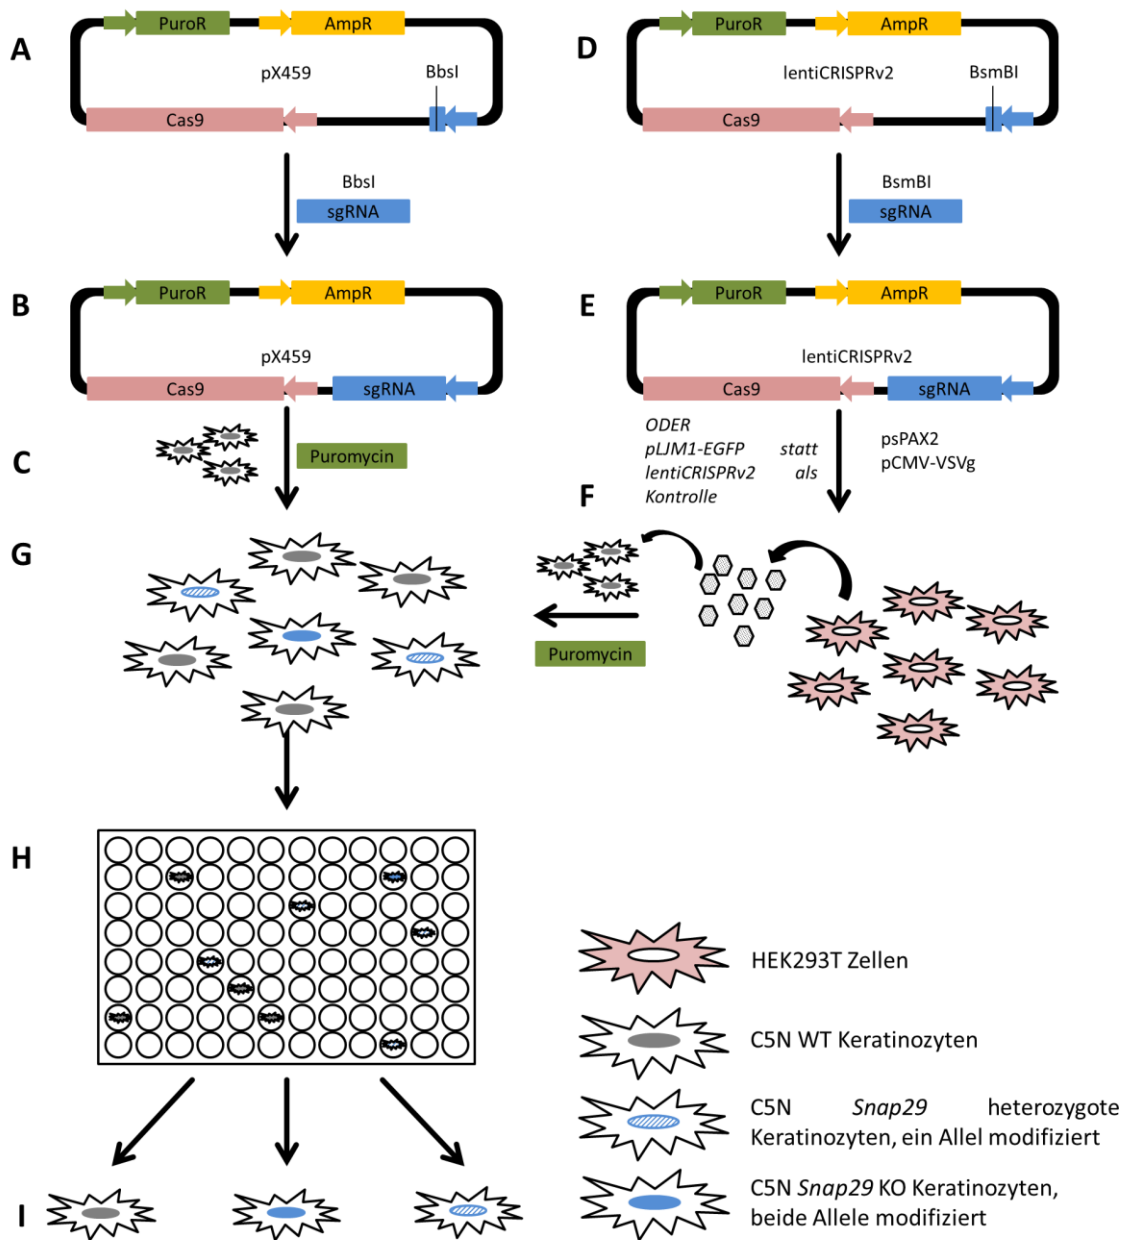 A
PuroR
AmpR
pX459
BbsI
Cas9
BbsI
sgRNA
B
PuroR
AmpR
pX459
Cas9
sgRNA
C
Puromycin
D
PuroR
AmpR
lentiCRISPRv2
BsmBI
Cas9
BsmBI
sgRNA
E
PuroR
AmpR
lentiCRISPRv2
Cas9
sgRNA
ODER
pLJM1-EGFP statt
lentiCRISPRv2 als
Kontrolle
psPAX2
pCMV-VSVg
F
Puromycin
G
H
I
HEK293T Zellen
C5N WT Keratinozyten
C5N Snap29 heterozygote
Keratinozyten, ein Allel modifiziert
C5N Snap29 KO Keratinozyten,
beide Allele modifiziert